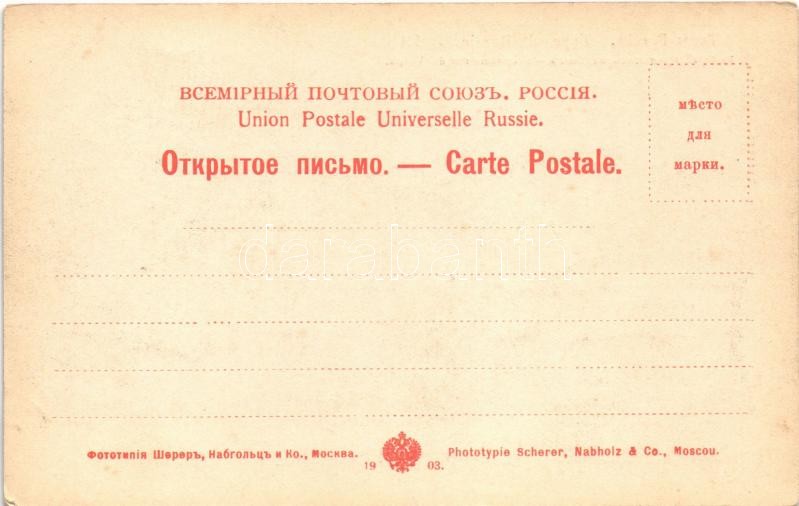 ВСЕМІРНЫЙ ПОЧТОВЫЙ СОЮЗЪ. РОССІЯ.
Union Postale Universelle Russie.
Открытое письмо. — Carte Postale.
мѣсто
для
марки.
darabanth
Фототипія Шереръ, Набгольцъ и Ко., Москва.
19 03.
Phototypie Scherer, Nabholz & Co., Moscou.